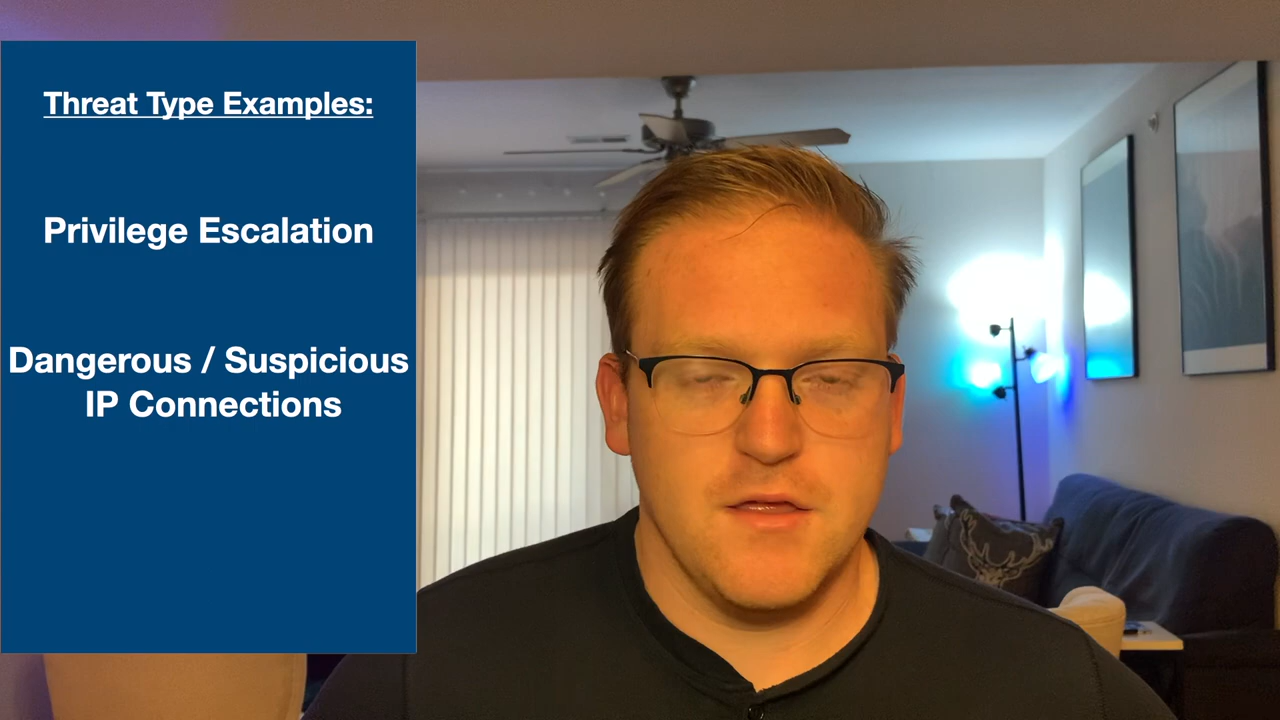 Threat Type Examples:
Privilege Escalation
Dangerous / Suspicious
IP Connections